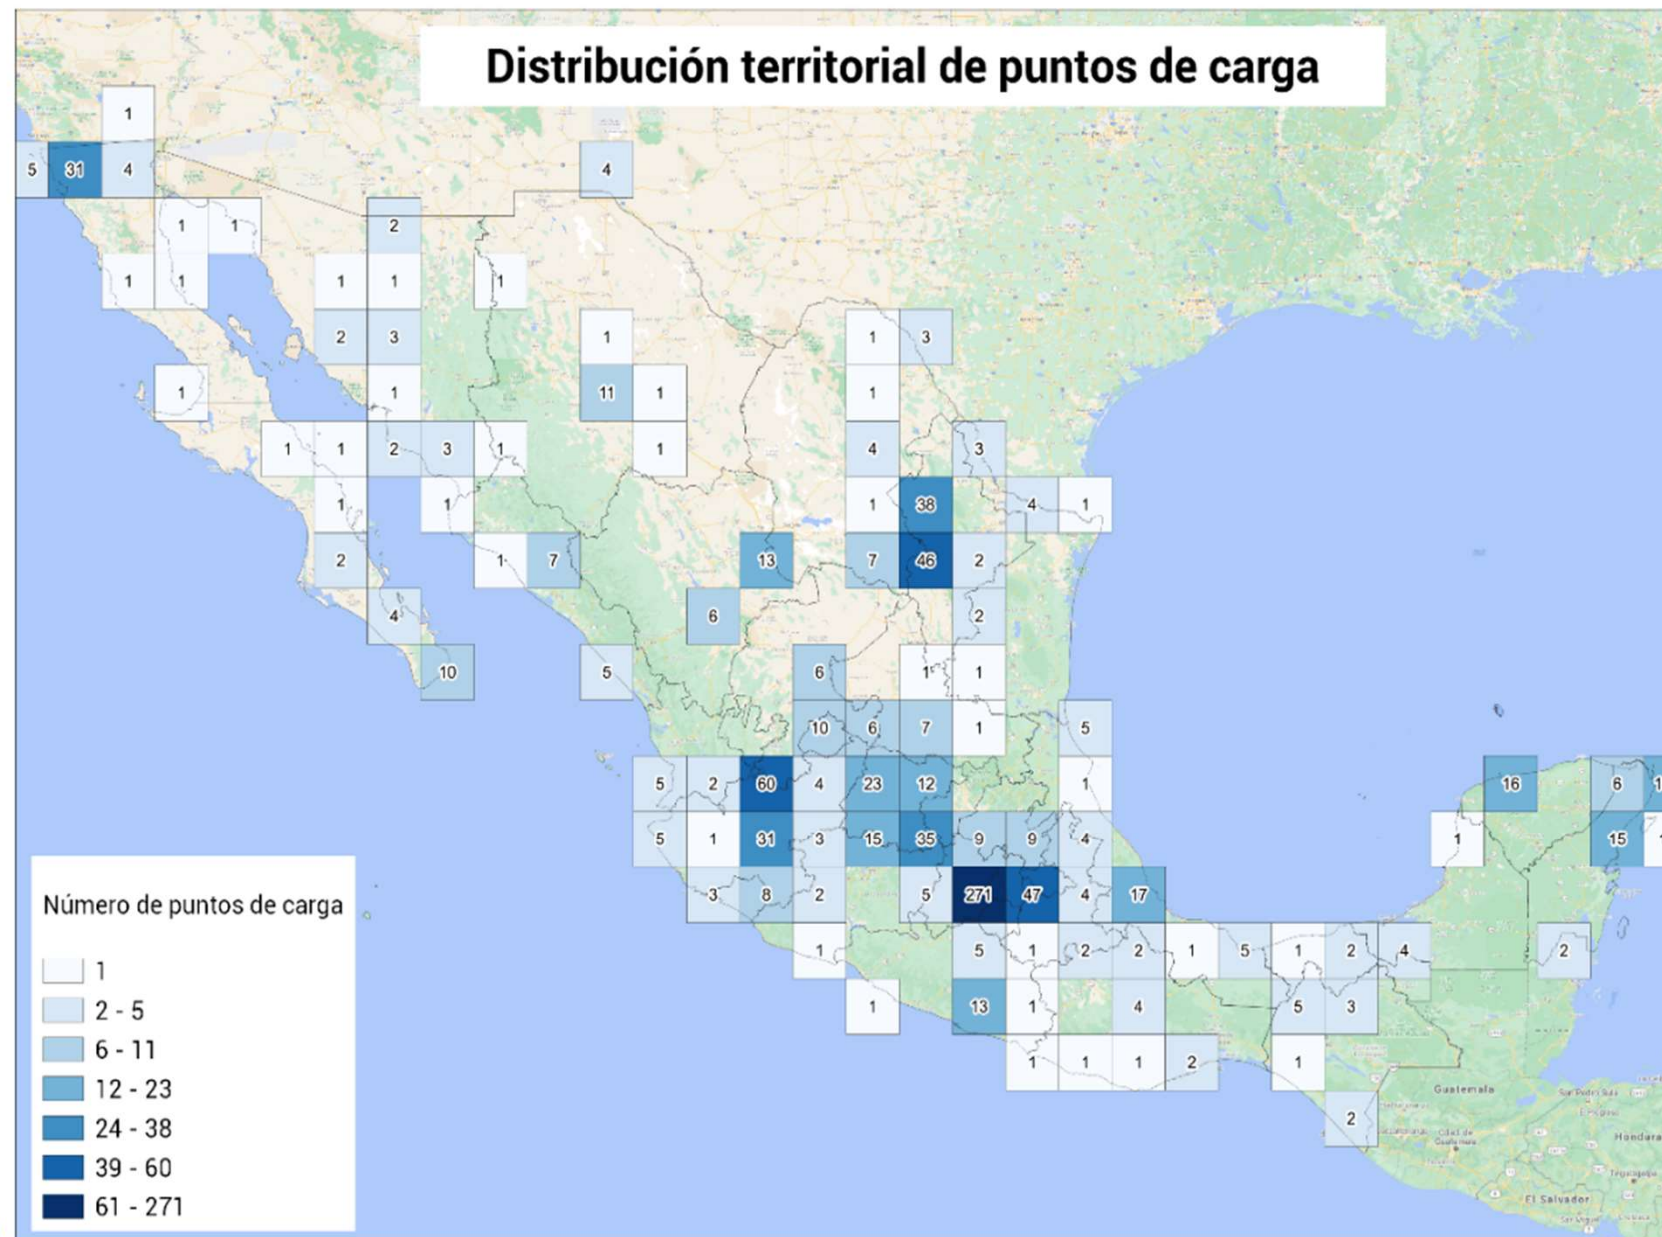 Distribución territorial de puntos de carga
1
5 31 4 4
1 1 2
1 1 1 1 1
2 3 1 1 3
1 1 11 1 1
1 1 2 3 1 1 4 3
1 1 1 38 4 1
2 1 7 13 7 46 2
4 6 2
10 5 6 1 1
10 6 7 1 5
5 2 60 4 23 12 1 16 6
5 1 31 3 15 35 9 9 4 1 15
3 8 2 5 271 47 4 17
1 5 1 2 2 1 5 1 2 4 2
1 13 1 4 5 3
1 1 1 2 1
2
Número de puntos de carga
1
2 - 5
6 - 11
12 - 23
24 - 38
39 - 60
61 - 271
Guatemala
Hondura
El Salvador